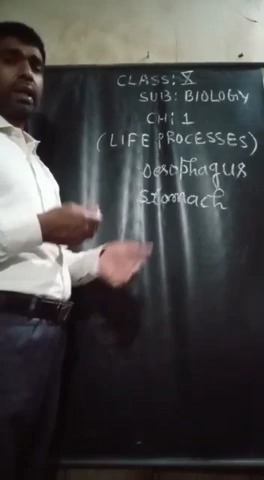 CLASS: X
SUB: BIOLOGY
CH: 1
(LIFE PROCESSES)
Oesophagus
Stomach